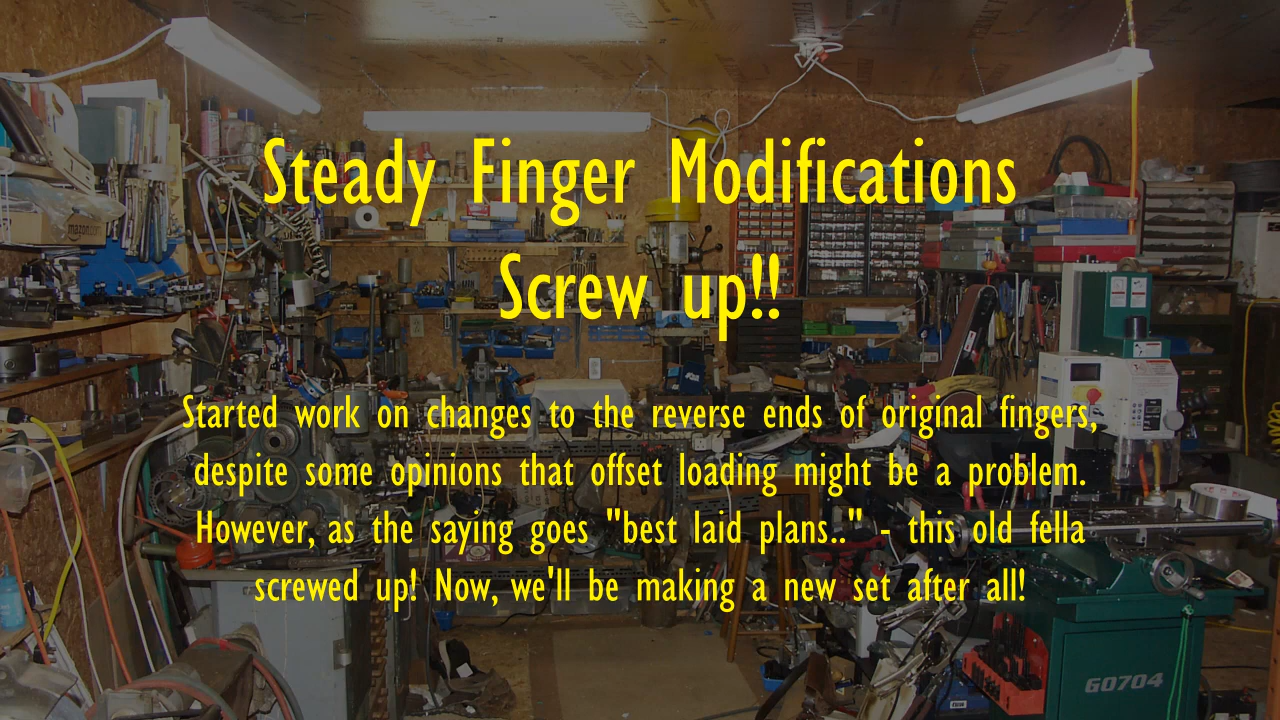 Steady Finger Modifications
Screw up!!
Started work on changes to the reverse ends of original fingers,
despite some opinions that offset loading might be a problem.
However, as the saying goes "best laid plans.." - this old fella
screwed up! Now, we'll be making a new set after all!
amazon.com
G0704